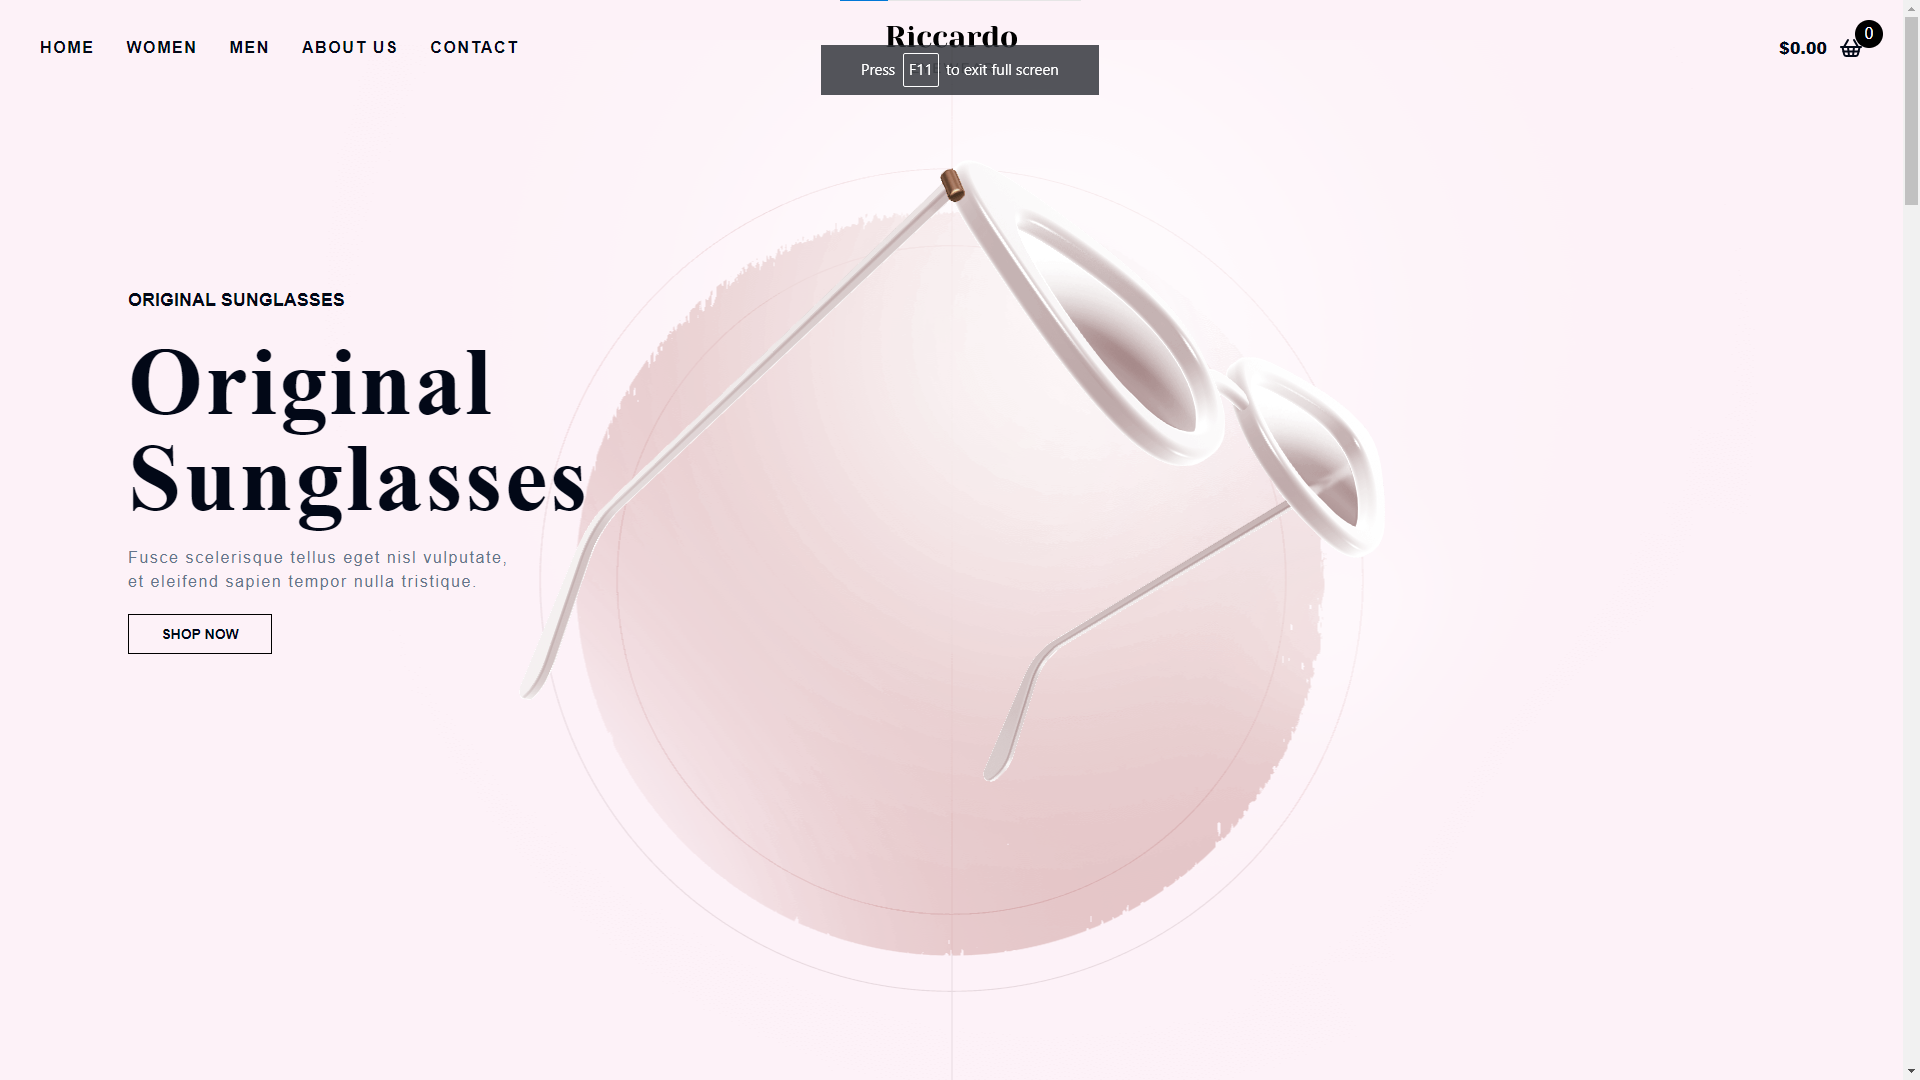 HOME WOMEN MEN ABOUT US CONTACT
Riccardo
$0.00 0
Press F11 to exit full screen
ORIGINAL SUNGLASSES
Original
Sunglasses
Fusce scelerisque tellus eget nisl vulputate,
et eleifend sapien tempor nulla tristique.
SHOP NOW